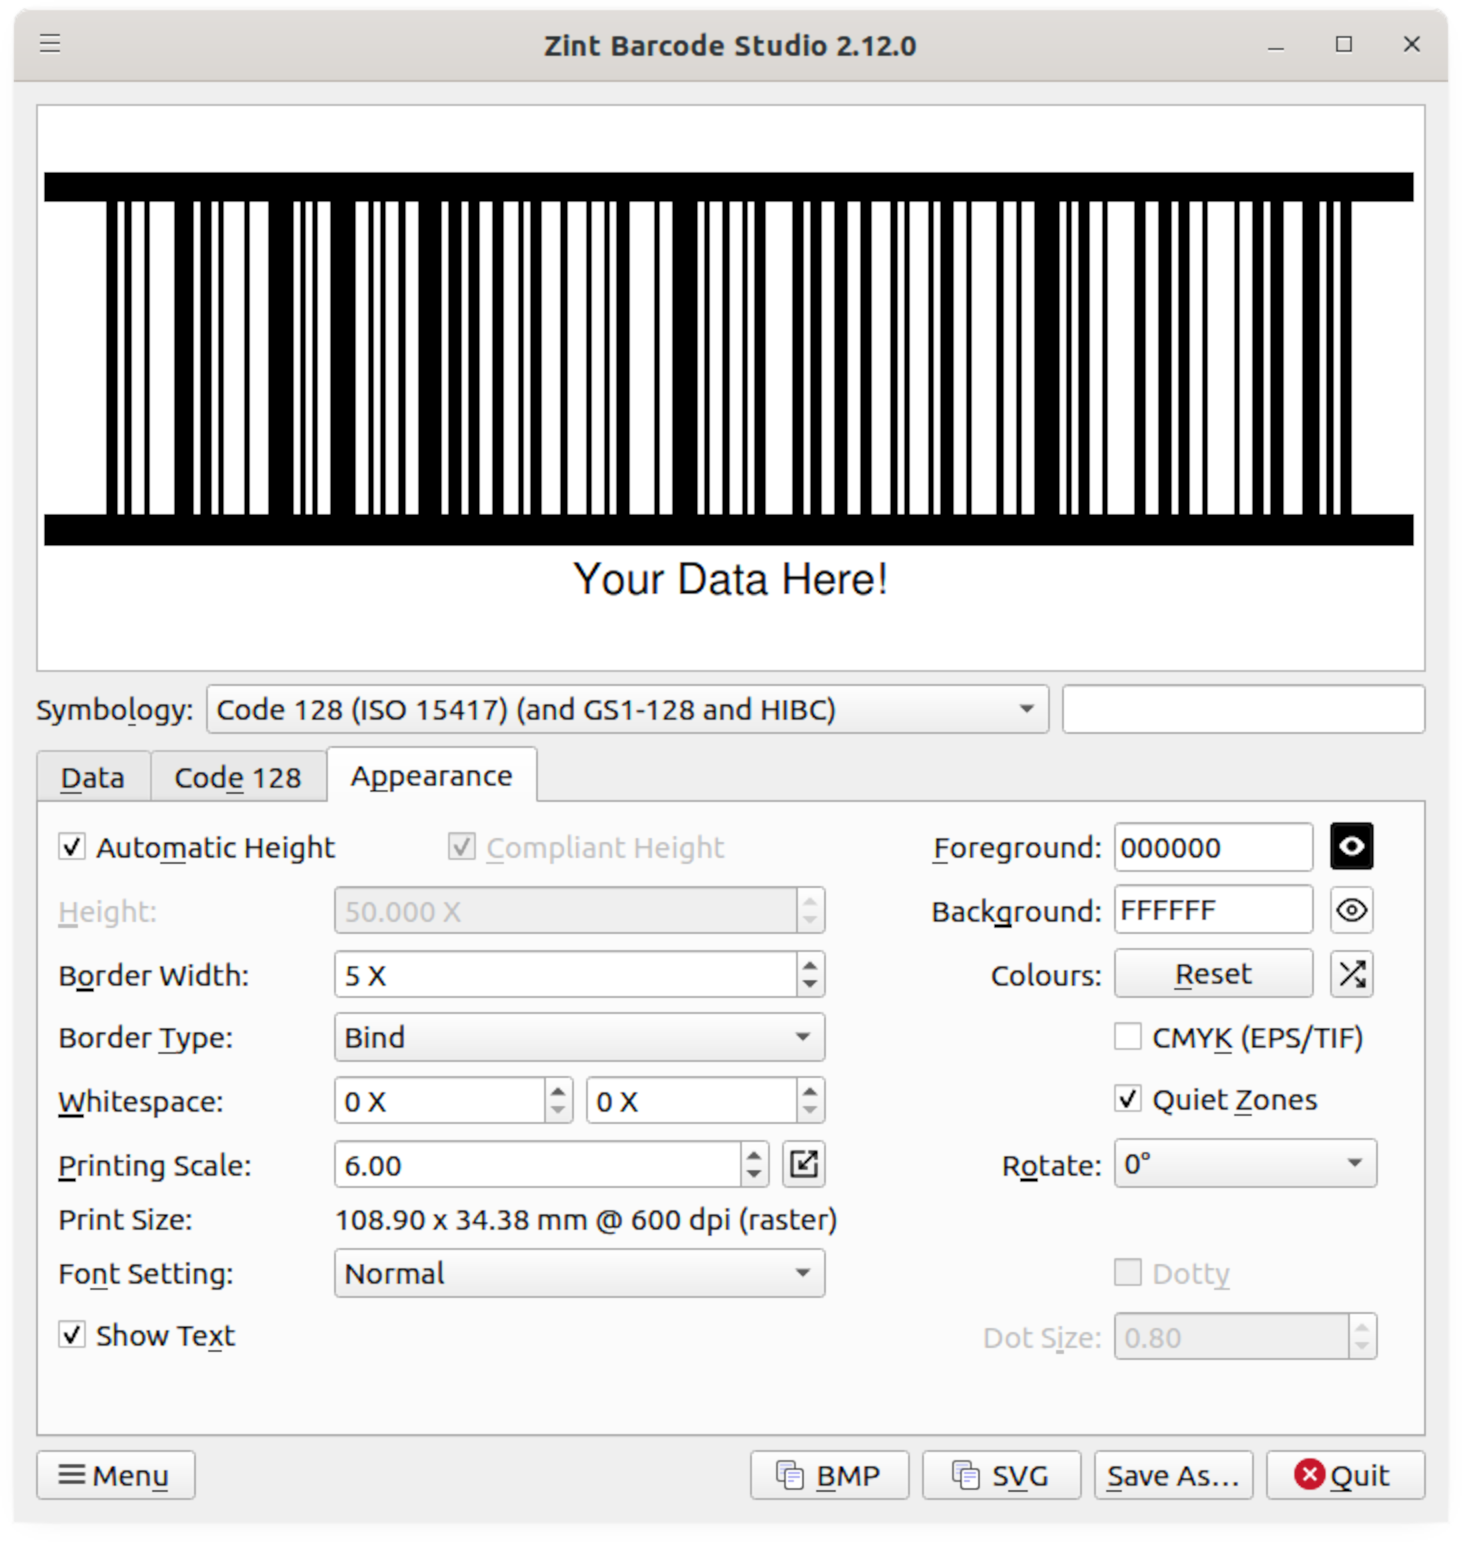 Zint Barcode Studio 2.12.0
Your Data Here!
Symbology: Code 128 (ISO 15417) (and GS1-128 and HIBC)
Data Code 128 Appearance
Automatic Height Compliant Height Foreground: 000000
Height: 50.000 X Background: FFFFFF
Border Width: 5 X Colours: Reset
Border Type: Bind CMYK (EPS/TIF)
Whitespace: 0 X 0 X Quiet Zones
Printing Scale: 6.00 Rotate: 0°
Print Size: 108.90 x 34.38 mm @ 600 dpi (raster)
Font Setting: Normal Dotty
Show Text Dot Size: 0.80
Menu BMP SVG Save As... Quit